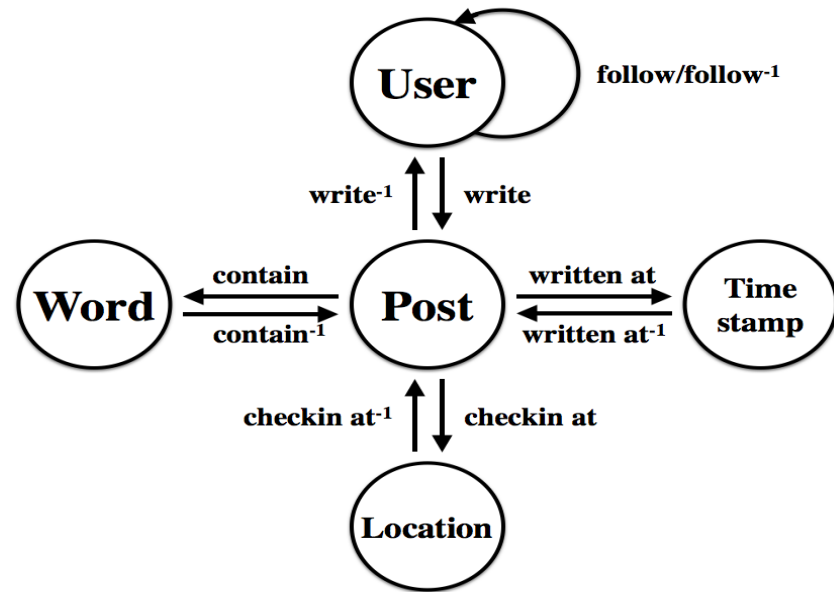 User
follow/follow⁻¹
write⁻¹
write
Word
contain
contain⁻¹
Post
written at
written at⁻¹
Time
stamp
checkin at⁻¹
checkin at
Location